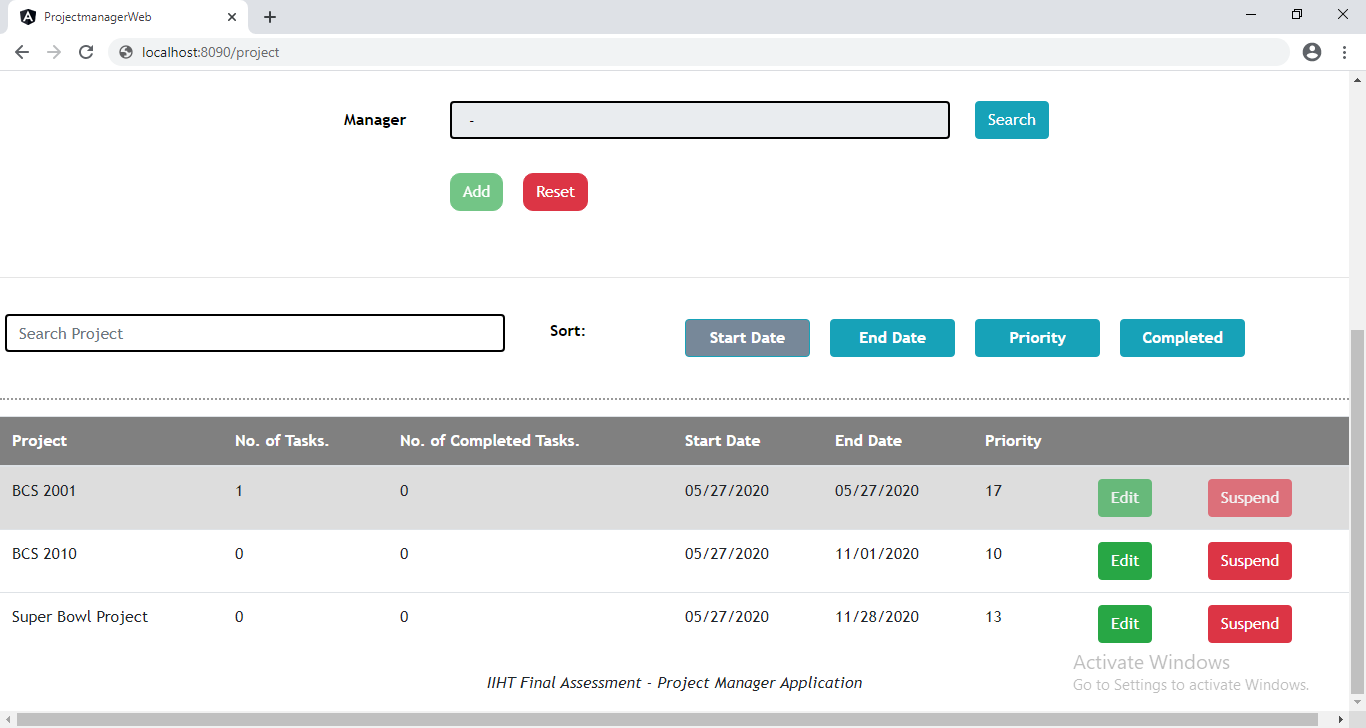 ProjectmanagerWeb
localhost:8090/project
Manager - Search
Add Reset
Search Project Sort: Start Date End Date Priority Completed
Project No. of Tasks. No. of Completed Tasks. Start Date End Date Priority
BCS 2001 1 0 05/27/2020 05/27/2020 17 Edit Suspend
BCS 2010 0 0 05/27/2020 11/01/2020 10 Edit Suspend
Super Bowl Project 0 0 05/27/2020 11/28/2020 13 Edit Suspend
Activate Windows
Go to Settings to activate Windows.
IIHT Final Assessment - Project Manager Application